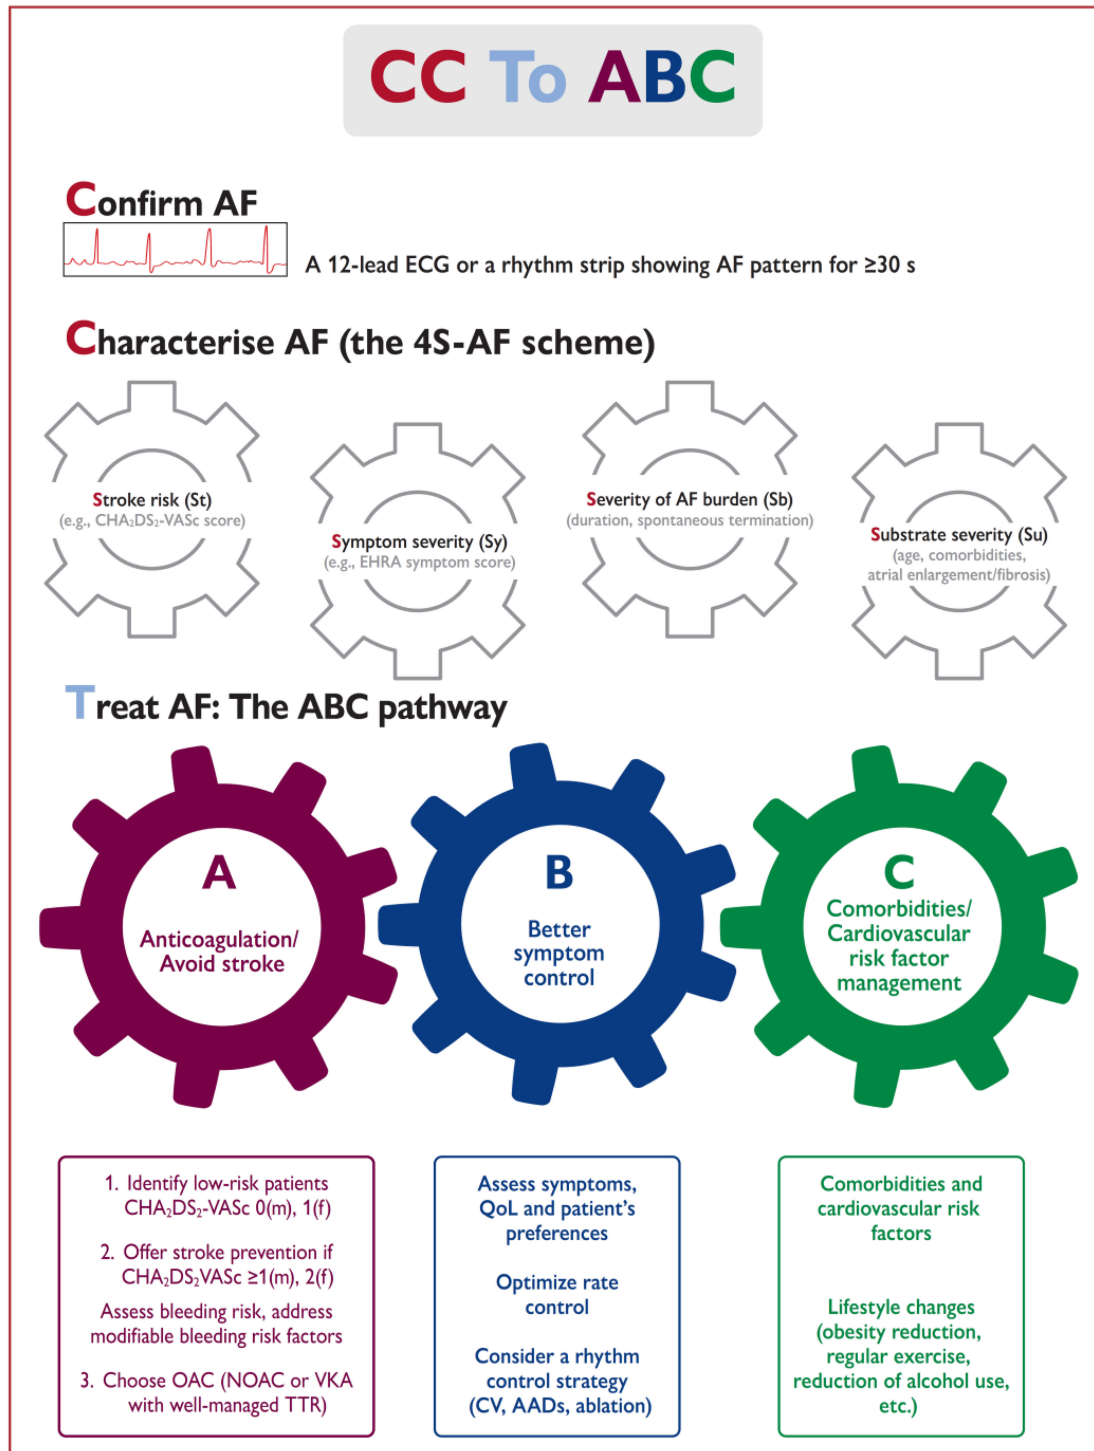 CC To ABC
Confirm AF
A 12-lead ECG or a rhythm strip showing AF pattern for ≥30 s
Characterise AF (the 4S-AF scheme)
Stroke risk (St)
(e.g., CHA₂DS₂-VASc score)
Symptom severity (Sy)
(e.g., EHRA symptom score)
Severity of AF burden (Sb)
(duration, spontaneous termination)
Substrate severity (Su)
(age, comorbidities,
atrial enlargement/fibrosis)
Treat AF: The ABC pathway
A
Anticoagulation/
Avoid stroke
B
Better
symptom
control
C
Comorbidities/
Cardiovascular
risk factor
management
1. Identify low-risk patients
CHA₂DS₂-VASc 0(m), 1(f)
2. Offer stroke prevention if
CHA₂DS₂VASc ≥1(m), 2(f)
Assess bleeding risk, address
modifiable bleeding risk factors
3. Choose OAC (NOAC or VKA
with well-managed TTR)
Assess symptoms,
QoL and patient's
preferences
Optimize rate
control
Consider a rhythm
control strategy
(CV, AADs, ablation)
Comorbidities and
cardiovascular risk
factors
Lifestyle changes
(obesity reduction,
regular exercise,
reduction of alcohol use,
etc.)